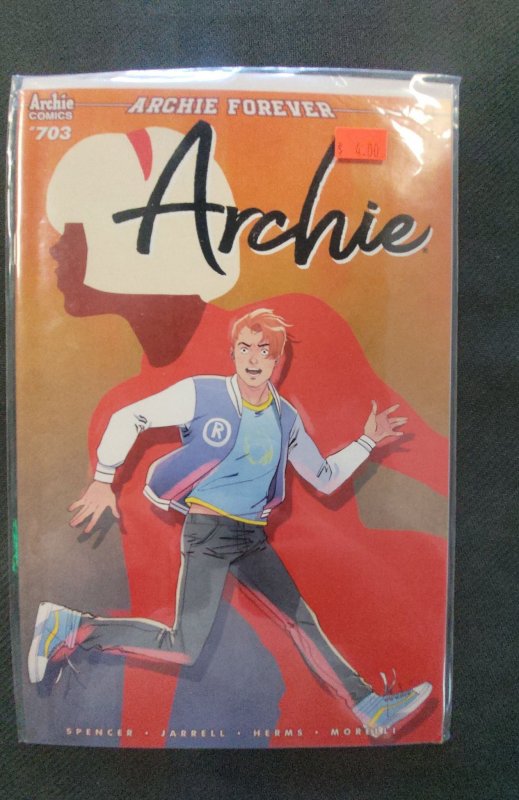 ARCHIE FOREVER
Archie
COMICS
#703
$ 4.00
Archie
R
SPENCER • JARRELL • HERMS • MORELLI